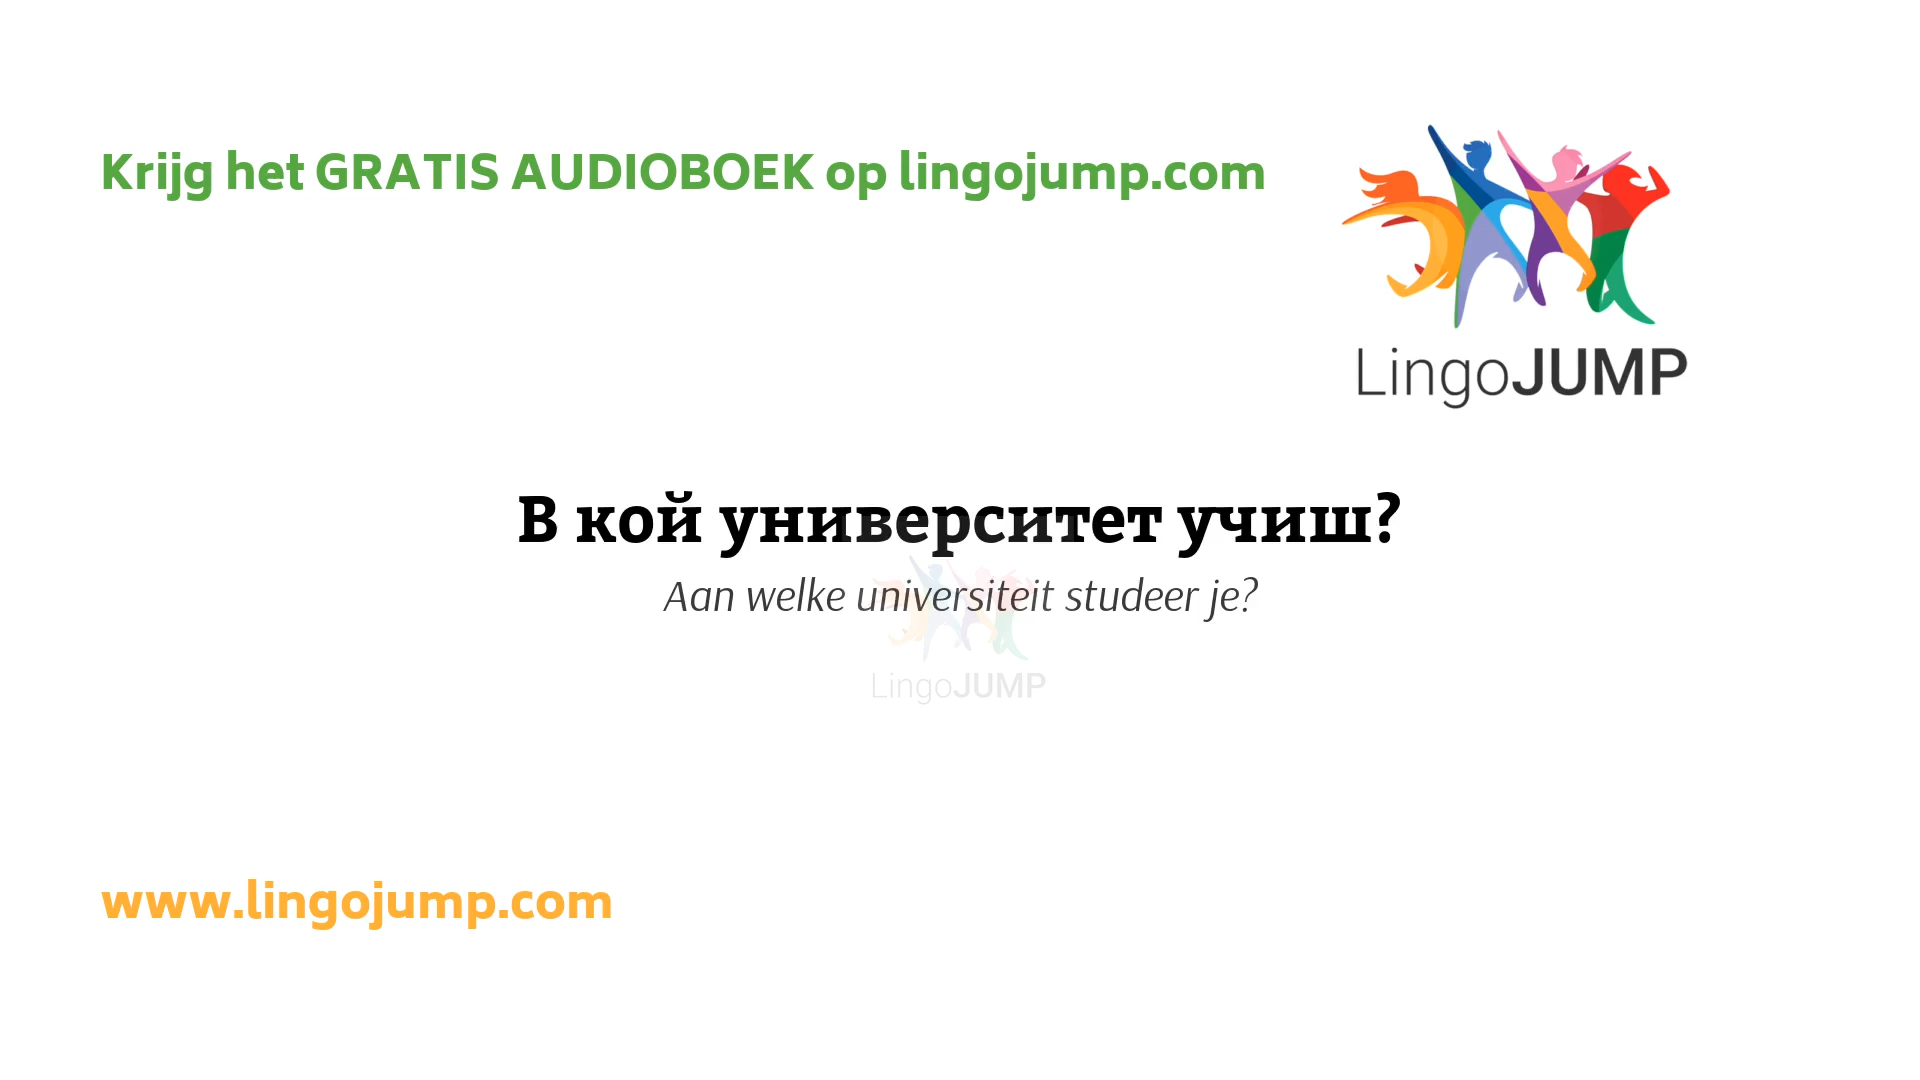 Krijg het GRATIS AUDIOBOEK op lingojump.com
LingoJUMP
В кой университет учиш?
Aan welke universiteit studeer je?
LingoJUMP
www.lingojump.com